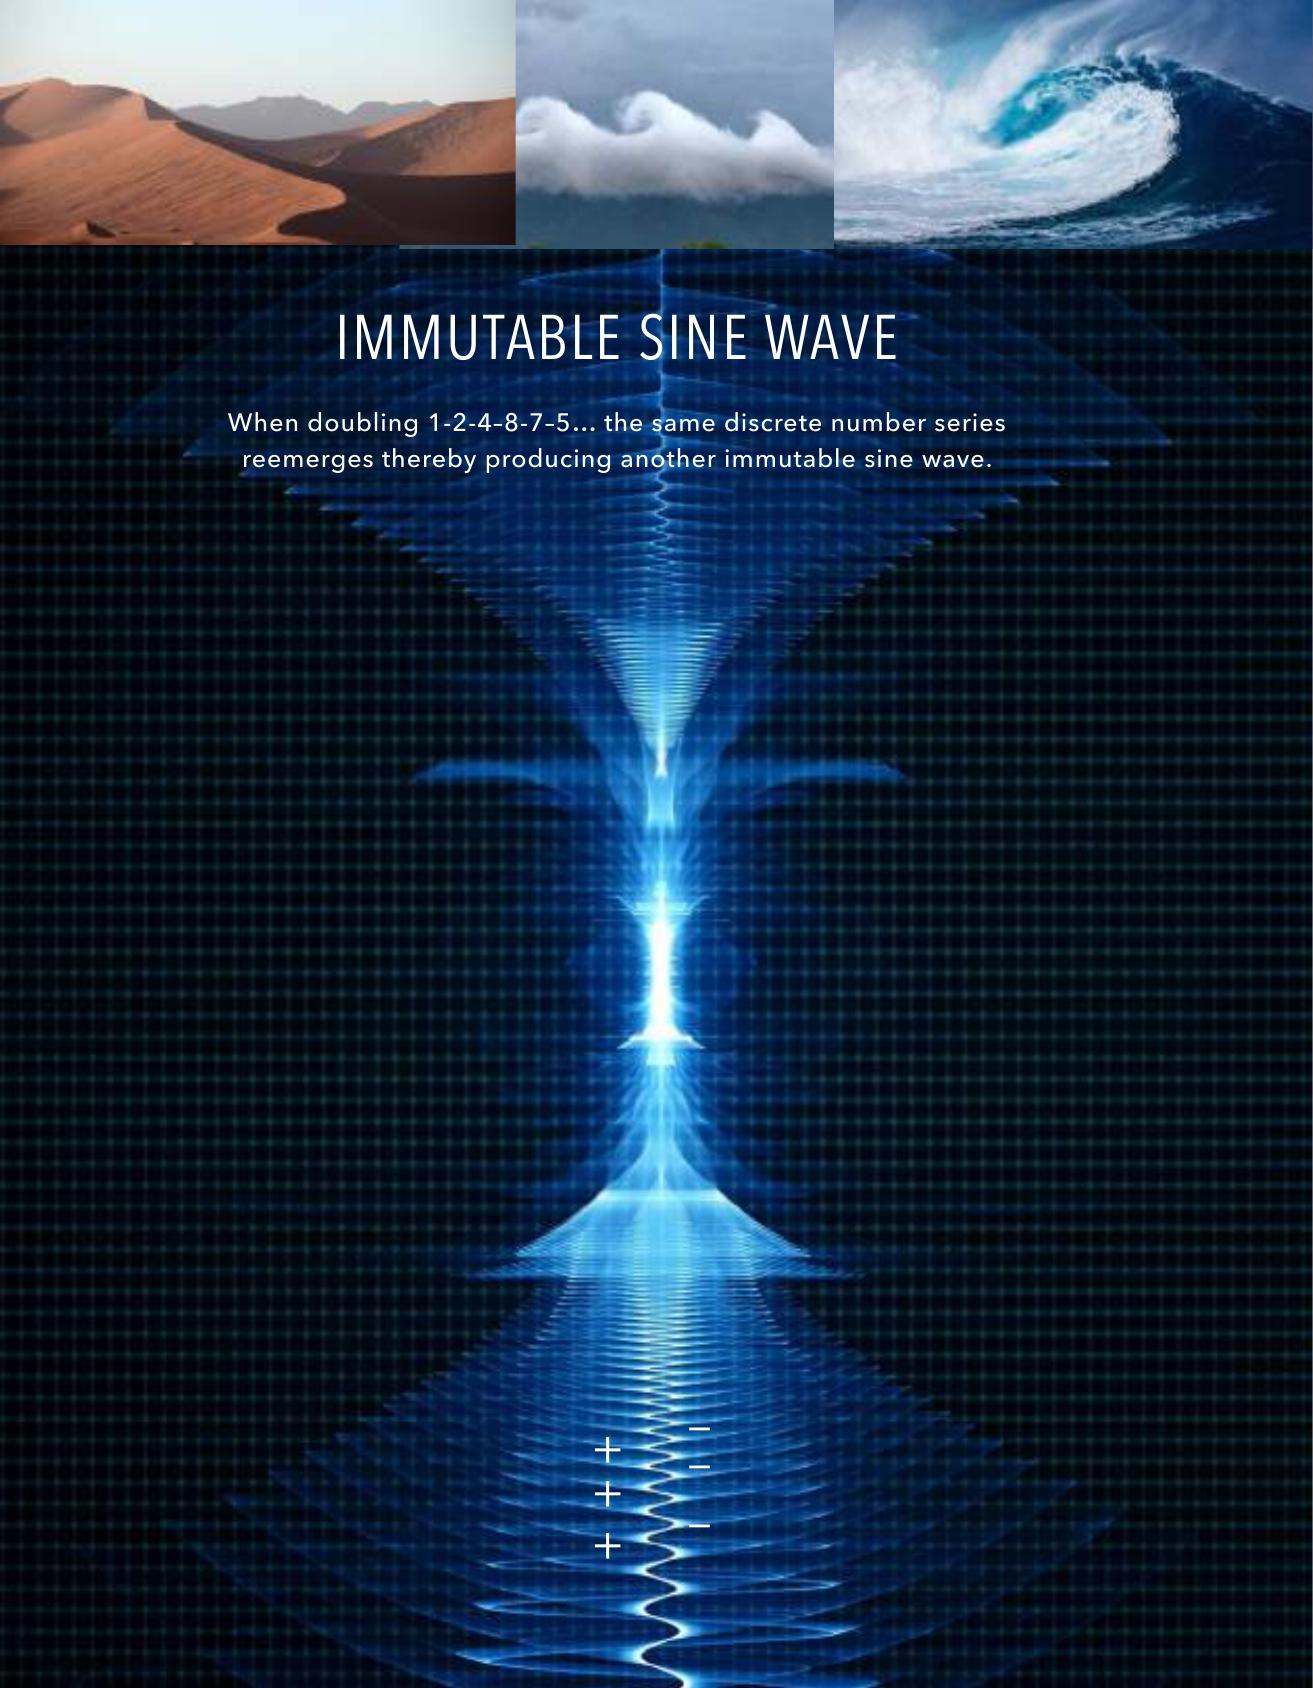 IMMUTABLE SINE WAVE
When doubling 1-2-4–8-7–5… the same discrete number series
reemerges thereby producing another immutable sine wave.
–
+
–
+
–
+